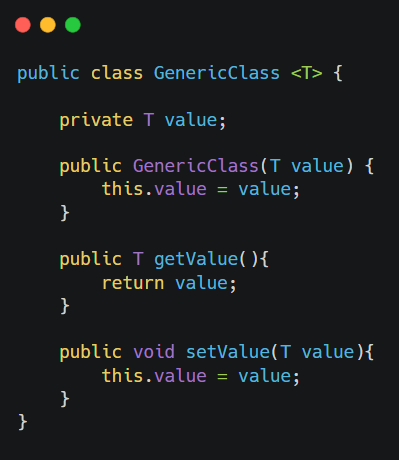 public class GenericClass <T> {
private T value;
public GenericClass(T value) {
this.value = value;
}
public T getValue(){
return value;
}
public void setValue(T value){
this.value = value;
}
}